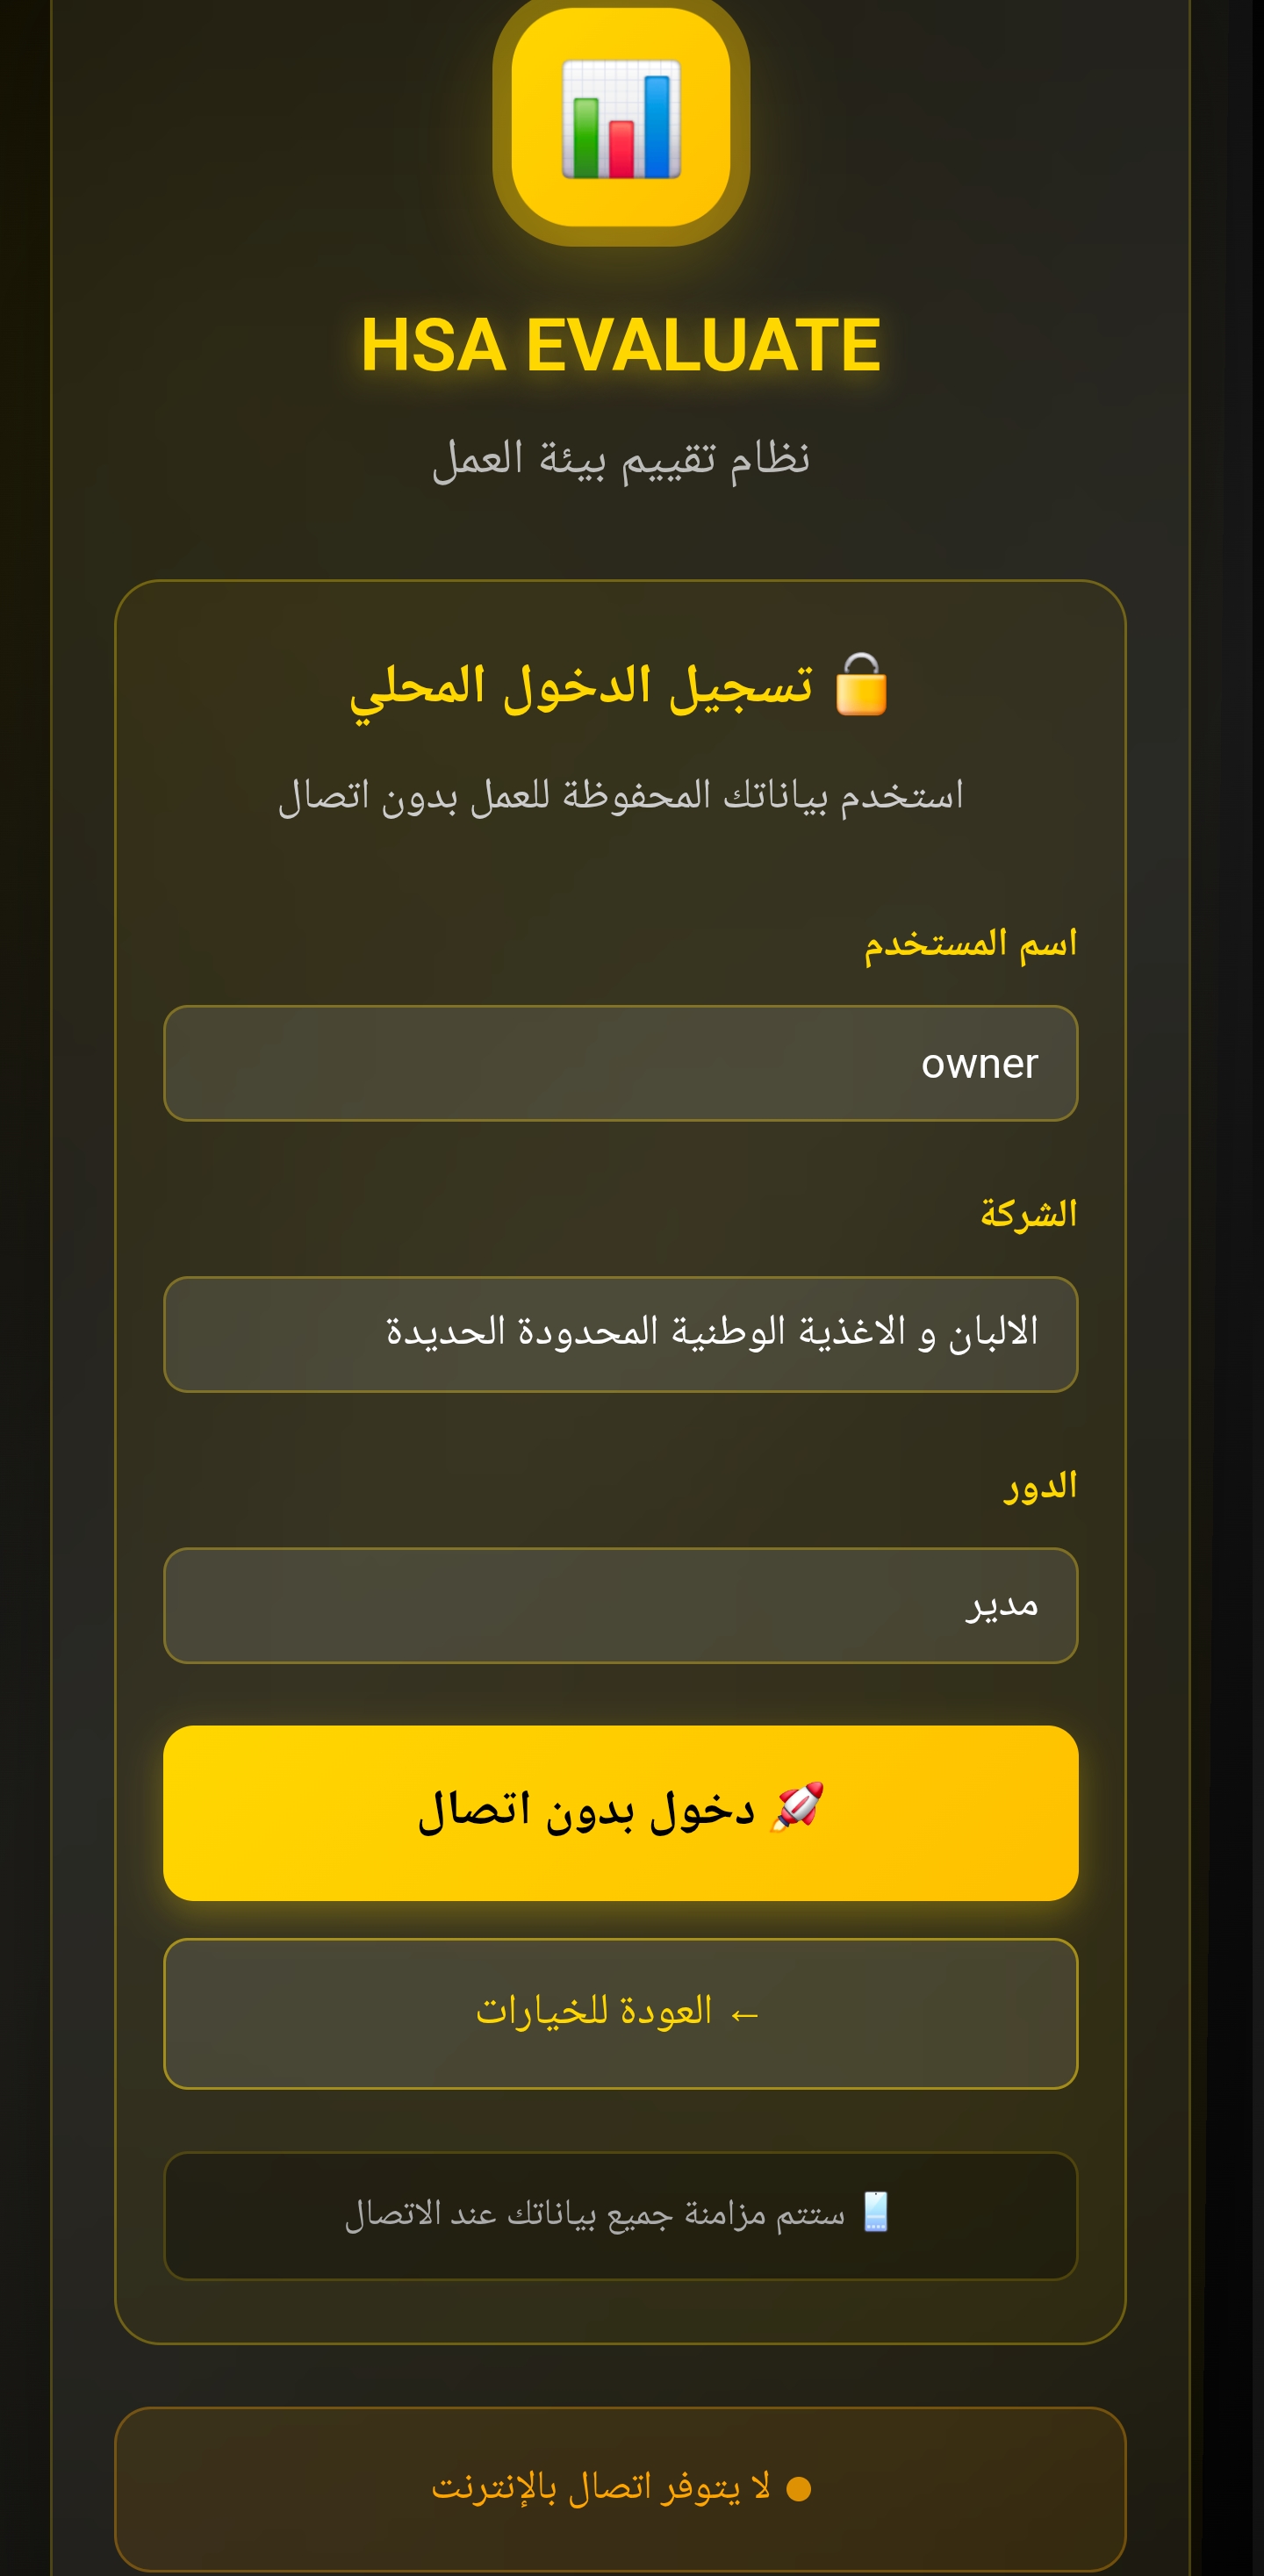 HSA EVALUATE
نظام تقييم بيئة العمل
تسجيل الدخول المحلي
استخدم بياناتك المحفوظة للعمل بدون اتصال
اسم المستخدم
owner
الشركة
الالبان و الاغذية الوطنية المحدودة الحديدة
الدور
مدير
دخول بدون اتصال
← العودة للخيارات
ستتم مزامنة جميع بياناتك عند الاتصال
لا يتوفر اتصال بالإنترنت